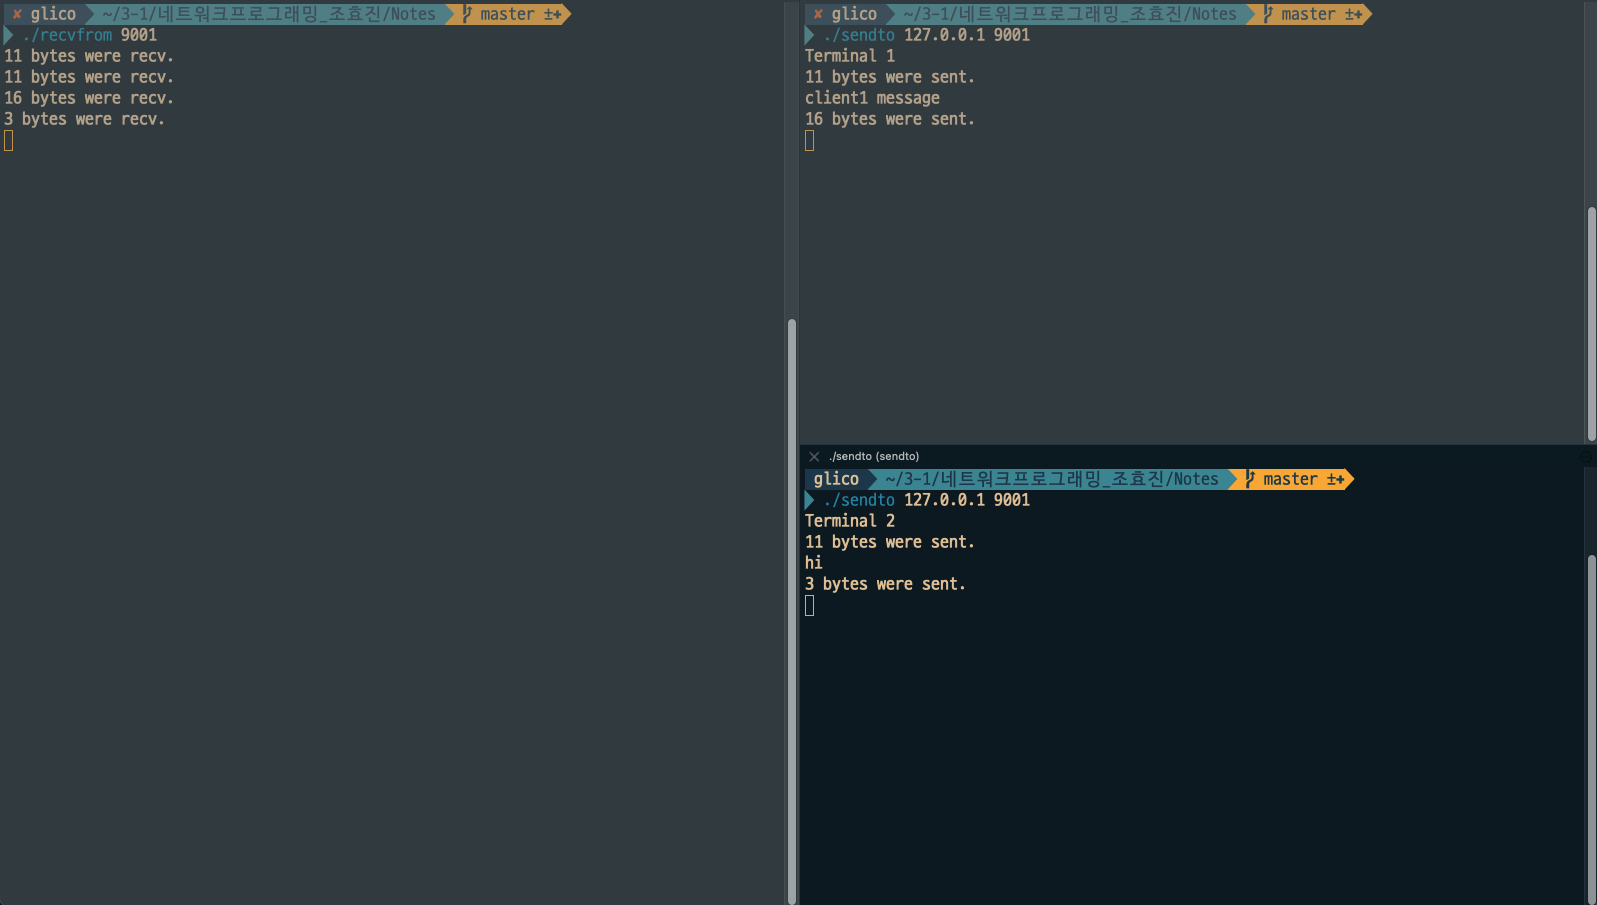 ✘ glico ~/3-1/네트워크프로그래밍_조효진/Notes master ±+
./recvfrom 9001
11 bytes were recv.
11 bytes were recv.
16 bytes were recv.
3 bytes were recv.
✘ glico ~/3-1/네트워크프로그래밍_조효진/Notes master ±+
./sendto 127.0.0.1 9001
Terminal 1
11 bytes were sent.
client1 message
16 bytes were sent.
./sendto (sendto)
glico ~/3-1/네트워크프로그래밍_조효진/Notes master ±+
./sendto 127.0.0.1 9001
Terminal 2
11 bytes were sent.
hi
3 bytes were sent.